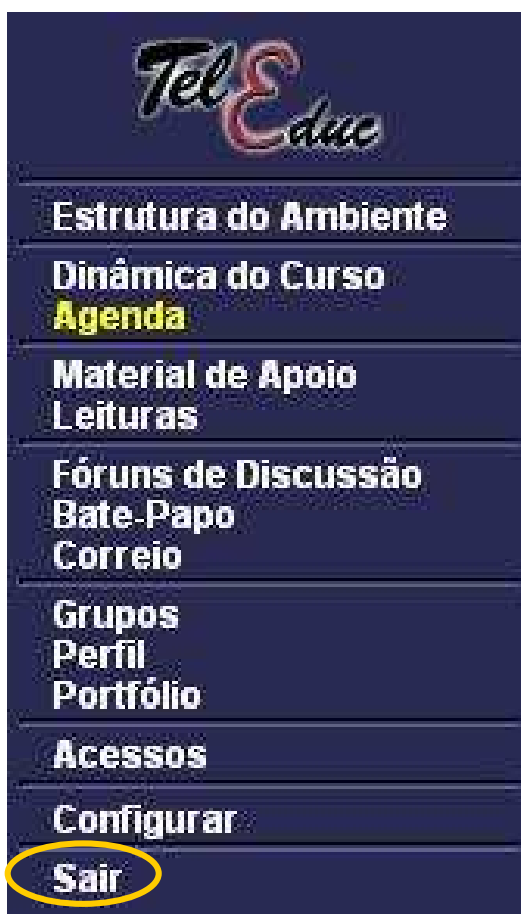 TelEduc
Estrutura do Ambiente
Dinâmica do Curso
Agenda
Material de Apoio
Leituras
Fóruns de Discussão
Bate-Papo
Correio
Grupos
Perfil
Portfólio
Acessos
Configurar
Sair